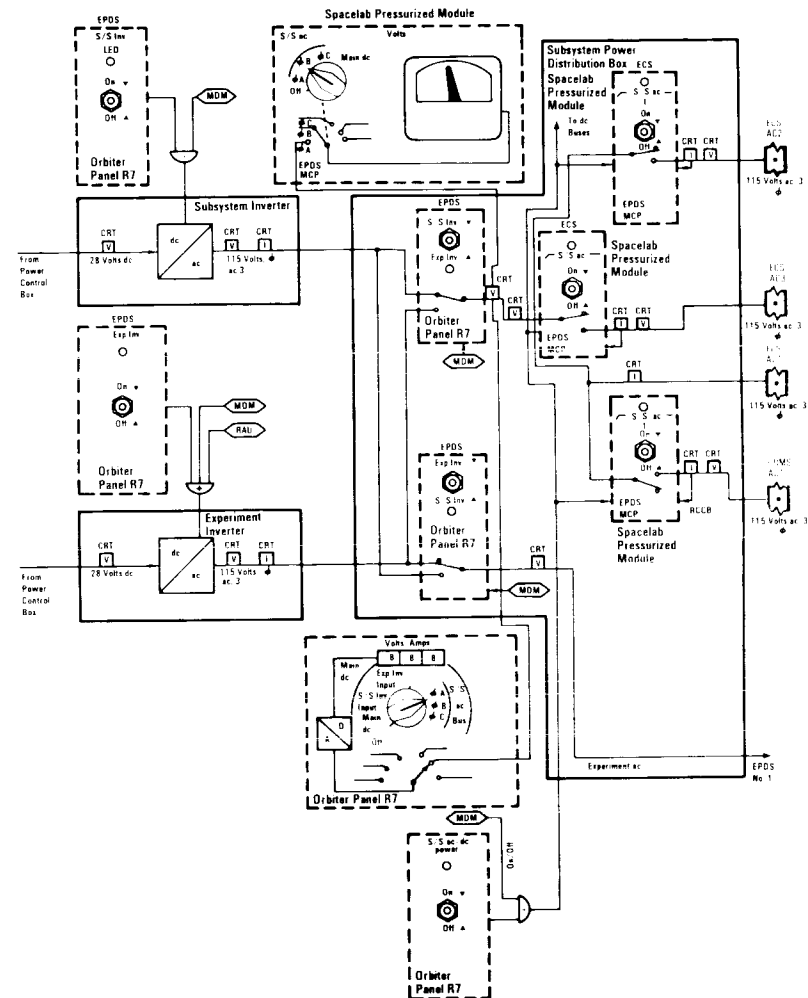 Spacelab Pressurized Module
EPDS
S/S Inv
LED
On
Off
Orbiter
Panel R7
MDM
S/S ac
Volts
Main dc
ϕ A
ϕ B
ϕ C
Off
C
B
A
EPDS
MCP
Subsystem Power
Distribution Box
Spacelab
Pressurized
Module
To dc
Buses
ECS
S S ac
On
Off
EPDS
MCP
CRT CRT
I V
ECS
AC2
115 Volts ac 3
ϕ
Subsystem Inverter
From
Power
Control
Box
CRT
V
28 Volts dc
dc
ac
CRT CRT
V I
115 Volts.
ac 3 ϕ
EPDS
S S Inv
Exp Inv
Orbiter
Panel R7
MDM
CRT
V
CRT
V
ECS
S S ac
On
Off
EPDS
MCP
Spacelab
Pressurized
Module
CRT CRT
I V
ECS
115 Volts ac 3
ϕ
EPDS
Exp Inv
On
Off
Orbiter
Panel R7
MDM
RAU
CRT
I
115 Volts ac 3
ϕ
S S ac
On
Off
EPDS
MCP
Spacelab
Pressurized
Module
CRT CRT
I V
RCCB
115 Volts ac 3
ϕ
Experiment
Inverter
From
Power
Control
Box
CRT
V
28 Volts dc
dc
ac
CRT CRT
V I
115 Volts
ac. 3 ϕ
EPDS
Exp Inv
S S Inv
Orbiter
Panel R7
MDM
CRT
V
Volts Amps
8 8 8
Main
dc
Exp Inv
Input
S/S Inv
Input
Main
dc
Off
ϕ A
ϕ B
ϕ C
S S
ac
Bus
D
A
Orbiter Panel R7
Experiment ac
EPDS
No. 1
MDM
On/Off
S/S ac/dc
power
On
Off
Orbiter
Panel R7